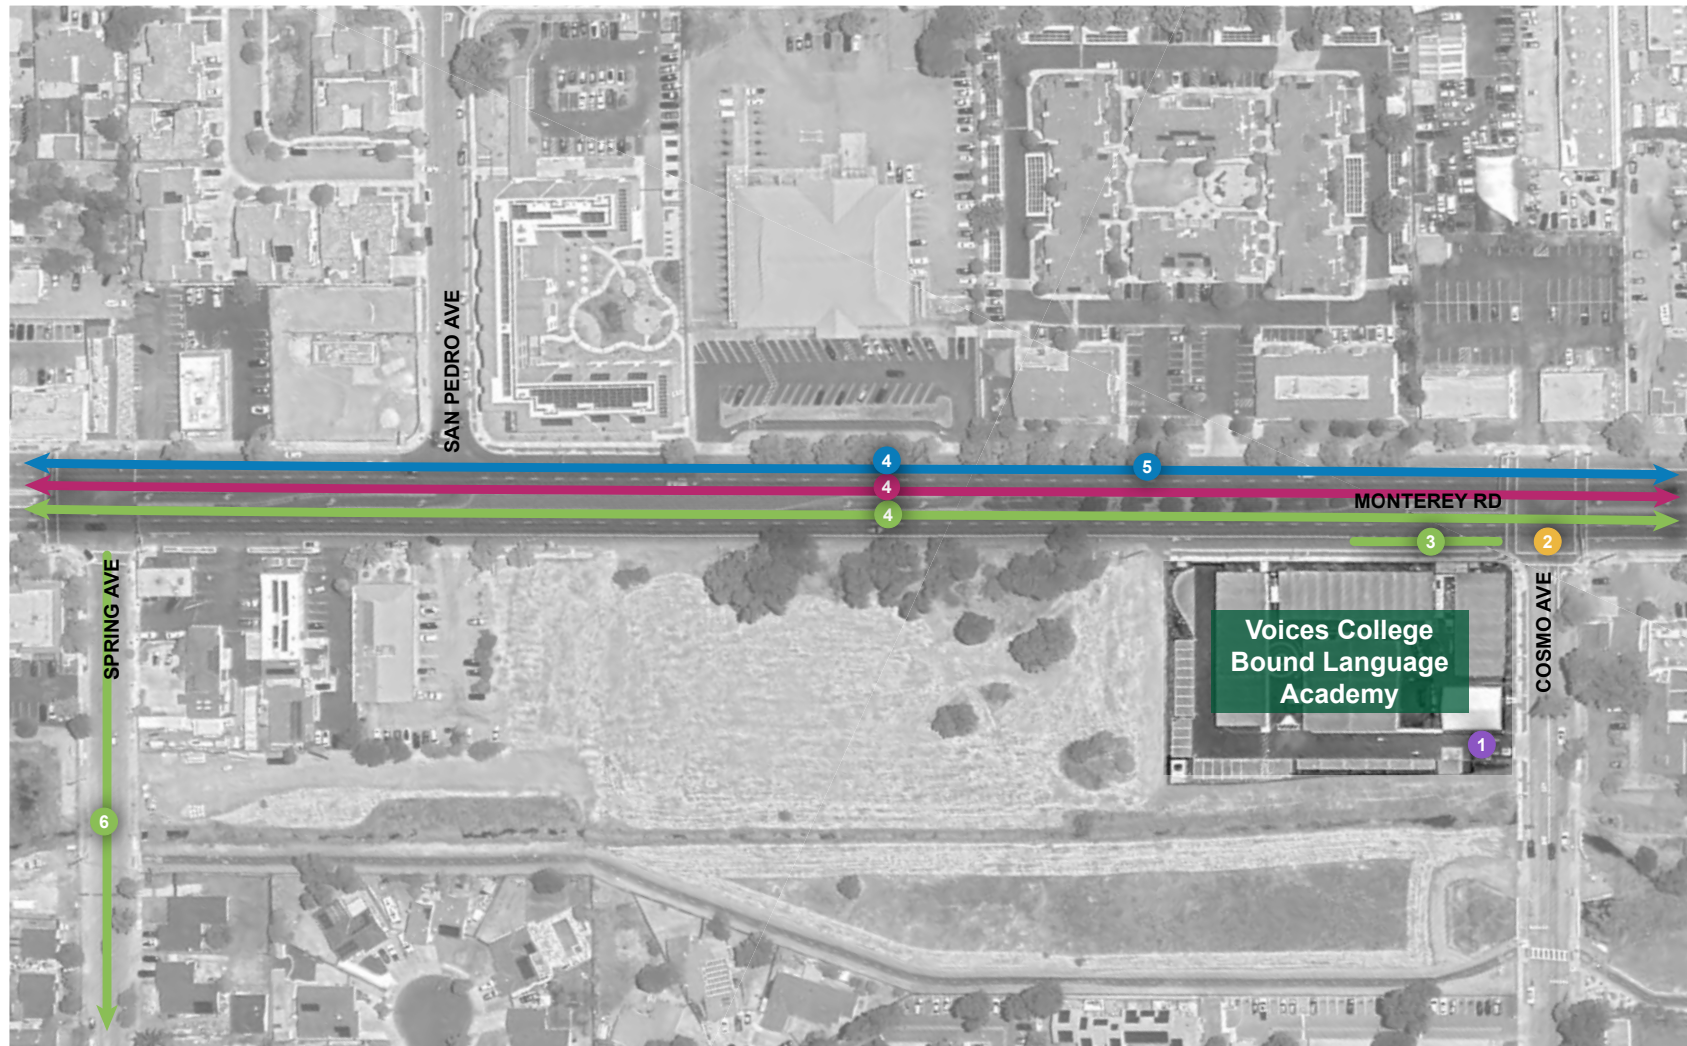 SAN PEDRO AVE
4
5
4
MONTEREY RD
4
3
2
SPRING AVE
COSMO AVE
Voices College
Bound Language
Academy
1
6